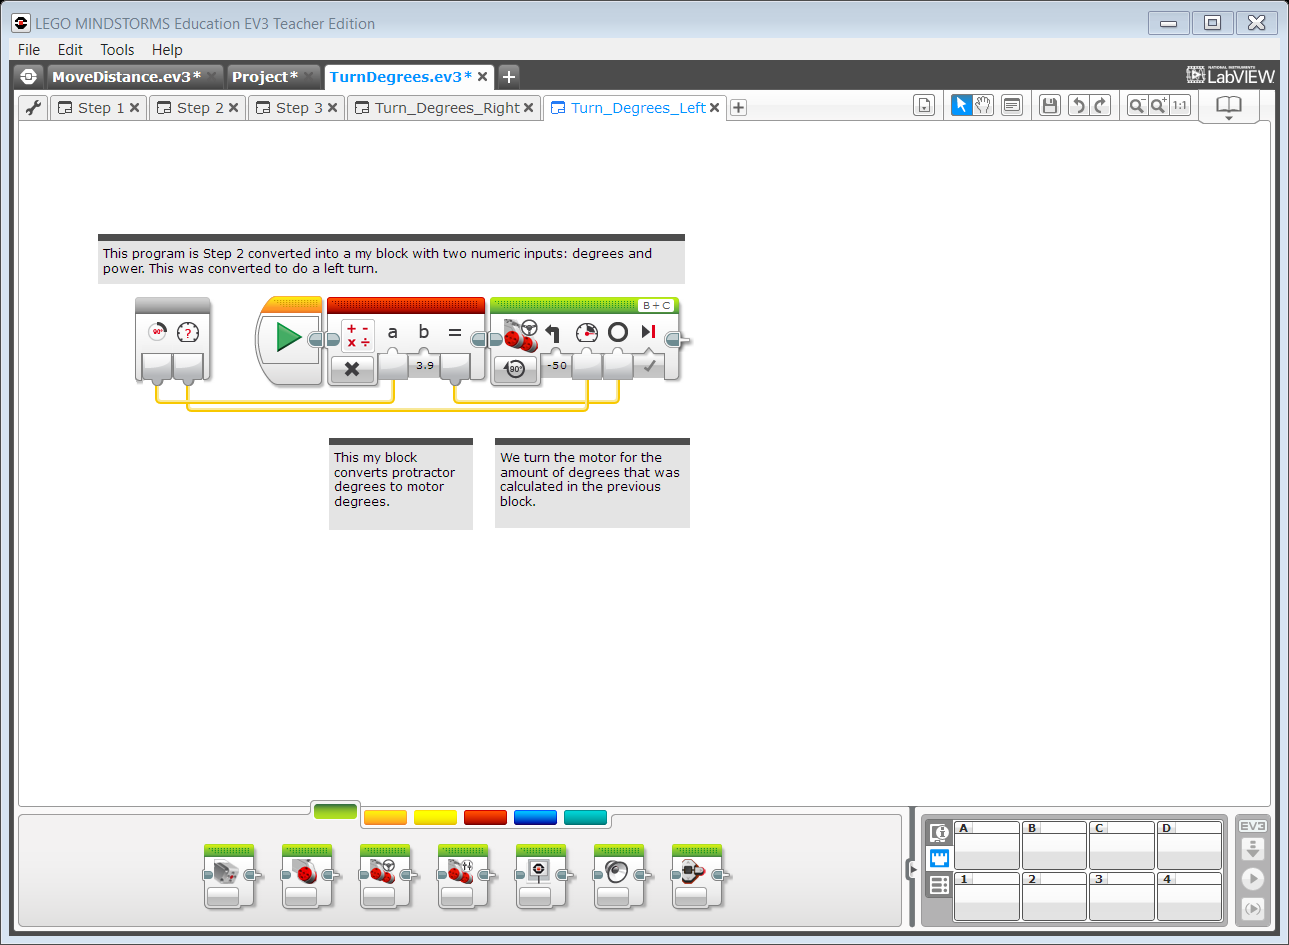 LEGO MINDSTORMS Education EV3 Teacher Edition
File Edit Tools Help
MoveDistance.ev3* Project* TurnDegrees.ev3*
NATIONAL INSTRUMENTS
LabVIEW
Step 1 Step 2 Step 3 Turn_Degrees_Right Turn_Degrees_Left
1:1
This program is Step 2 converted into a my block with two numeric inputs: degrees and
power. This was converted to do a left turn.
B+C
90° ? + - x ÷ a b =
3.9 90° -50
This my block
converts protractor
degrees to motor
degrees.
We turn the motor for the
amount of degrees that was
calculated in the previous
block.
A B C D EV3
1 2 3 4